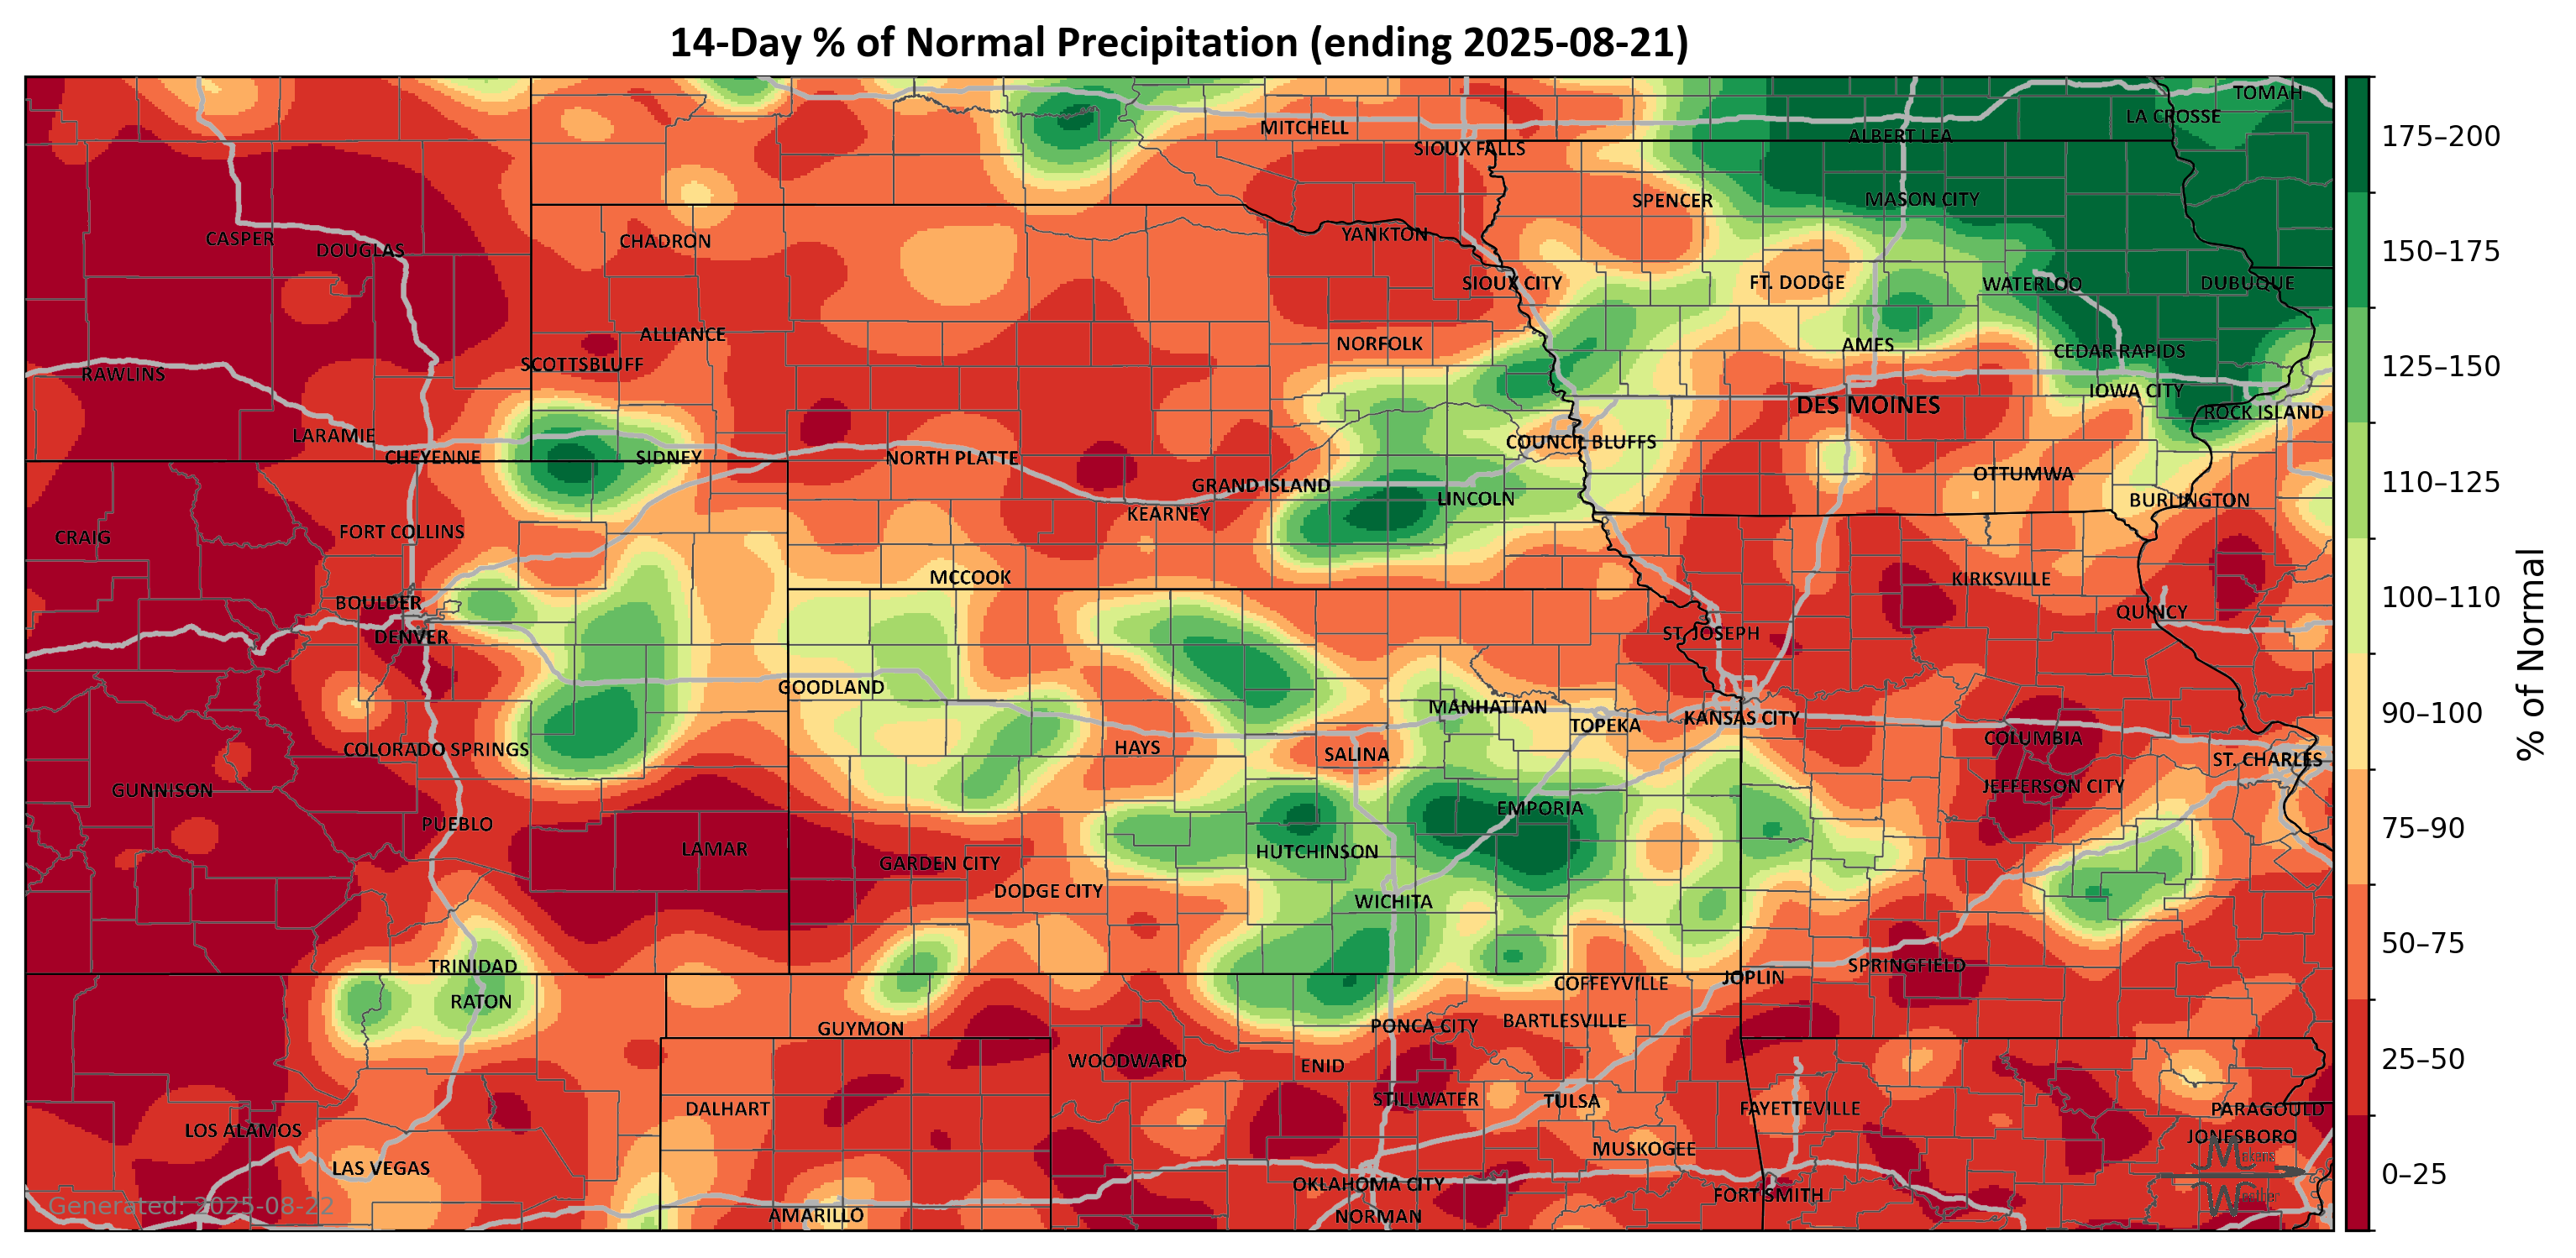 14-Day % of Normal Precipitation (ending 2025-08-21)
TOMAH
LA CROSSE
MITCHELL
ALBERT LEA
175–200
SIOUX FALLS
SPENCER
MASON CITY
CASPER
DOUGLAS
CHADRON
YANKTON
150–175
SIOUX CITY
FT. DODGE
WATERLOO
DUBUQUE
ALLIANCE
NORFOLK
AMES
CEDAR RAPIDS
SCOTTSBLUFF
125–150
RAWLINS
IOWA CITY
DES MOINES
ROCK ISLAND
LARAMIE
COUNCIL BLUFFS
CHEYENNE
SIDNEY
NORTH PLATTE
OTTUMWA
GRAND ISLAND
110–125
LINCOLN
BURLINGTON
KEARNEY
FORT COLLINS
CRAIG
MCCOOK
KIRKSVILLE
BOULDER
100–110
QUINCY
DENVER
ST. JOSEPH
GOODLAND
MANHATTAN
KANSAS CITY
90–100
TOPEKA
COLUMBIA
COLORADO SPRINGS
HAYS
SALINA
ST. CHARLES
% of Normal
GUNNISON
JEFFERSON CITY
EMPORIA
PUEBLO
75–90
LAMAR
HUTCHINSON
GARDEN CITY
DODGE CITY
WICHITA
50–75
TRINIDAD
SPRINGFIELD
JOPLIN
COFFEYVILLE
RATON
GUYMON
PONCA CITY
BARTLESVILLE
WOODWARD
ENID
25–50
STILLWATER
TULSA
DALHART
FAYETTEVILLE
PARAGOULD
LOS ALAMOS
JONESBORO
MUSKOGEE
LAS VEGAS
0–25
OKLAHOMA CITY
FORT SMITH
Generated: 2025-08-22
AMARILLO
NORMAN